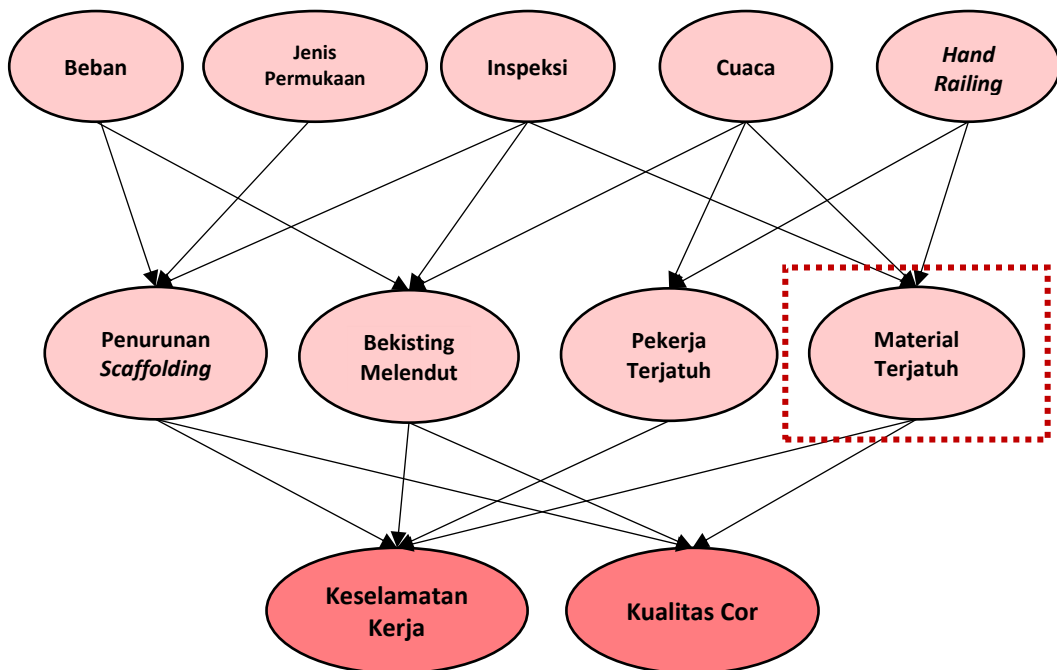 Beban
Jenis
Permukaan
Inspeksi
Cuaca
Hand
Railing
Penurunan
Scaffolding
Bekisting
Melendut
Pekerja
Terjatuh
Material
Terjatuh
Keselamatan
Kerja
Kualitas Cor